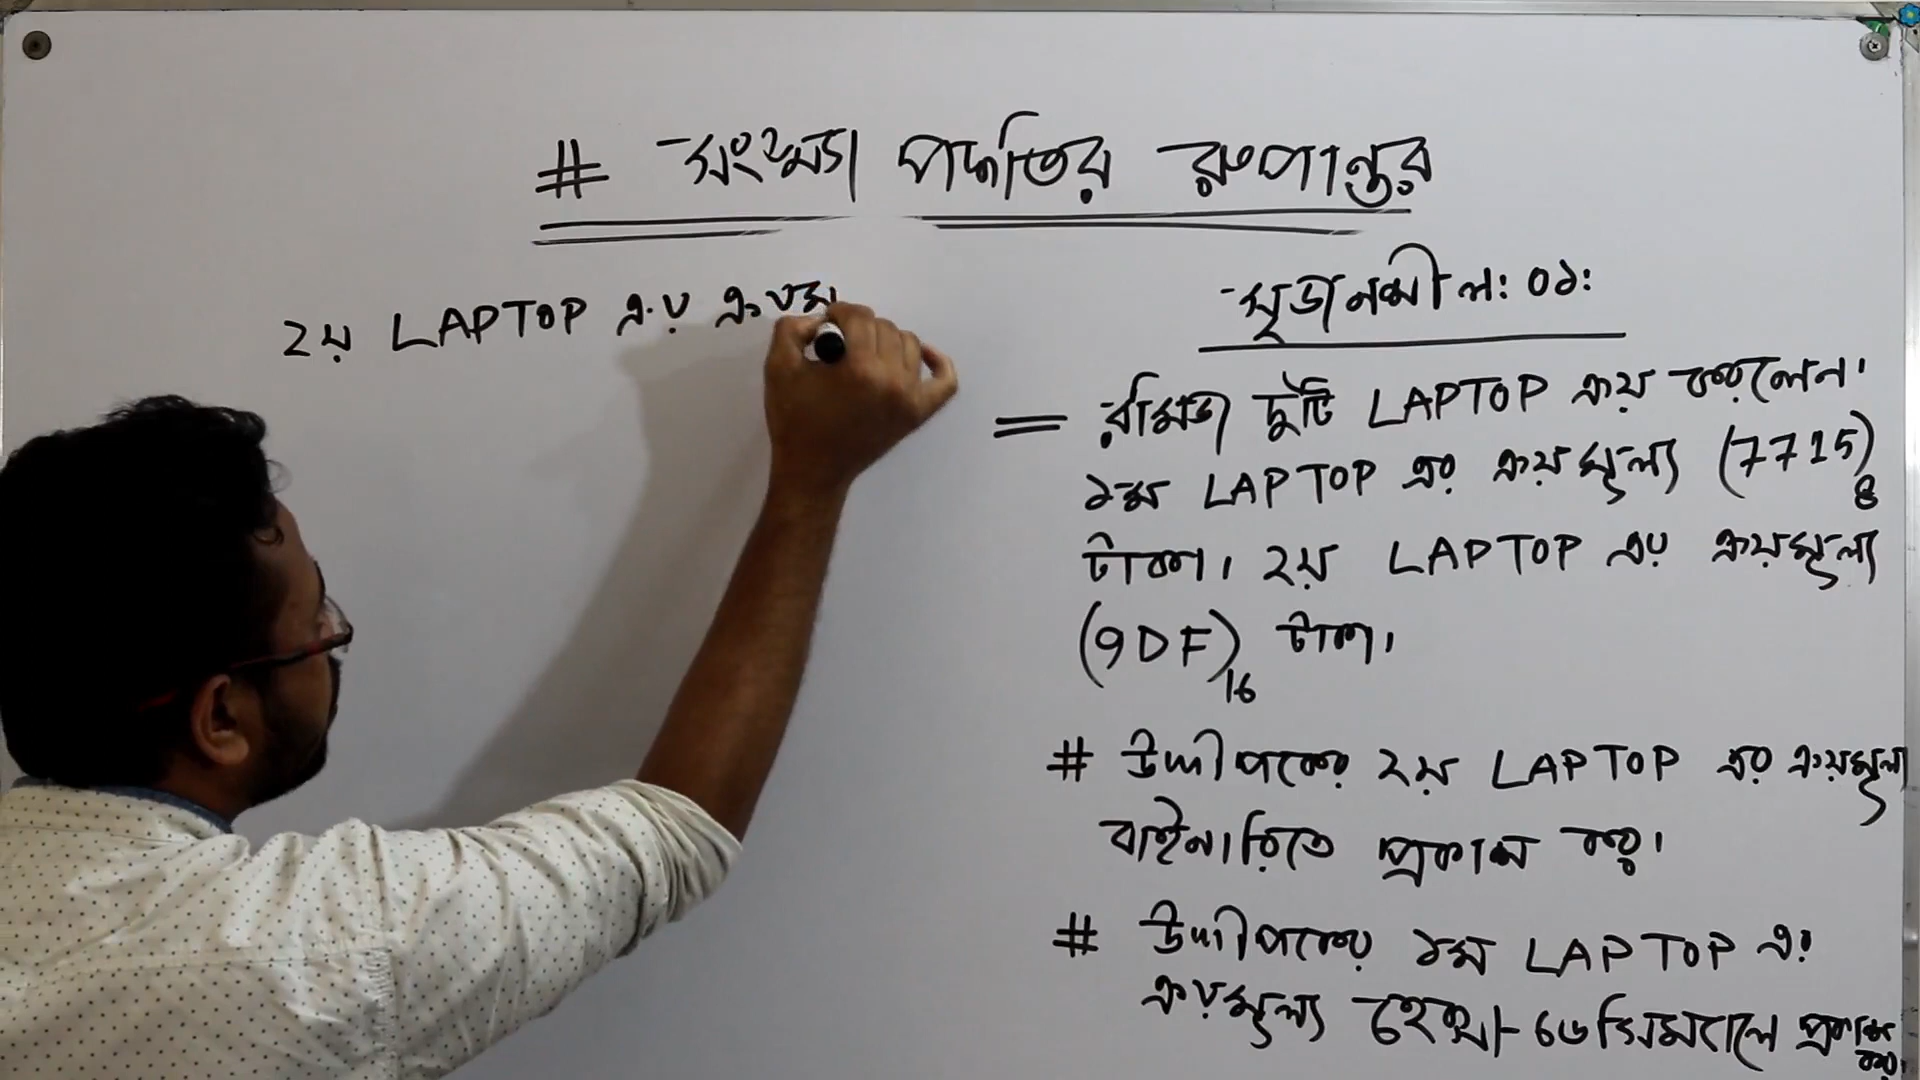 # সংখ্যা পদ্ধতির রুপান্তর
২য় LAPTOP এর ক্রয়ম
সৃজনশীল: ০১:
= রমিজ দুটি LAPTOP ক্রয় করলেন।
১ম LAPTOP এর ক্রয়মূল্য (7715)8
টাকা। ২য় LAPTOP এর ক্রয়মূল্য
(9DF)16 টাকা।
# উদ্দীপকের ২য় LAPTOP এর ক্রয়মূল্য
বাইনারিতে প্রকাশ কর।
# উদ্দীপকের ১ম LAPTOP এর
ক্রয়মূল্য হেক্সা-ডেসিমেলে প্রকাশ
কর।